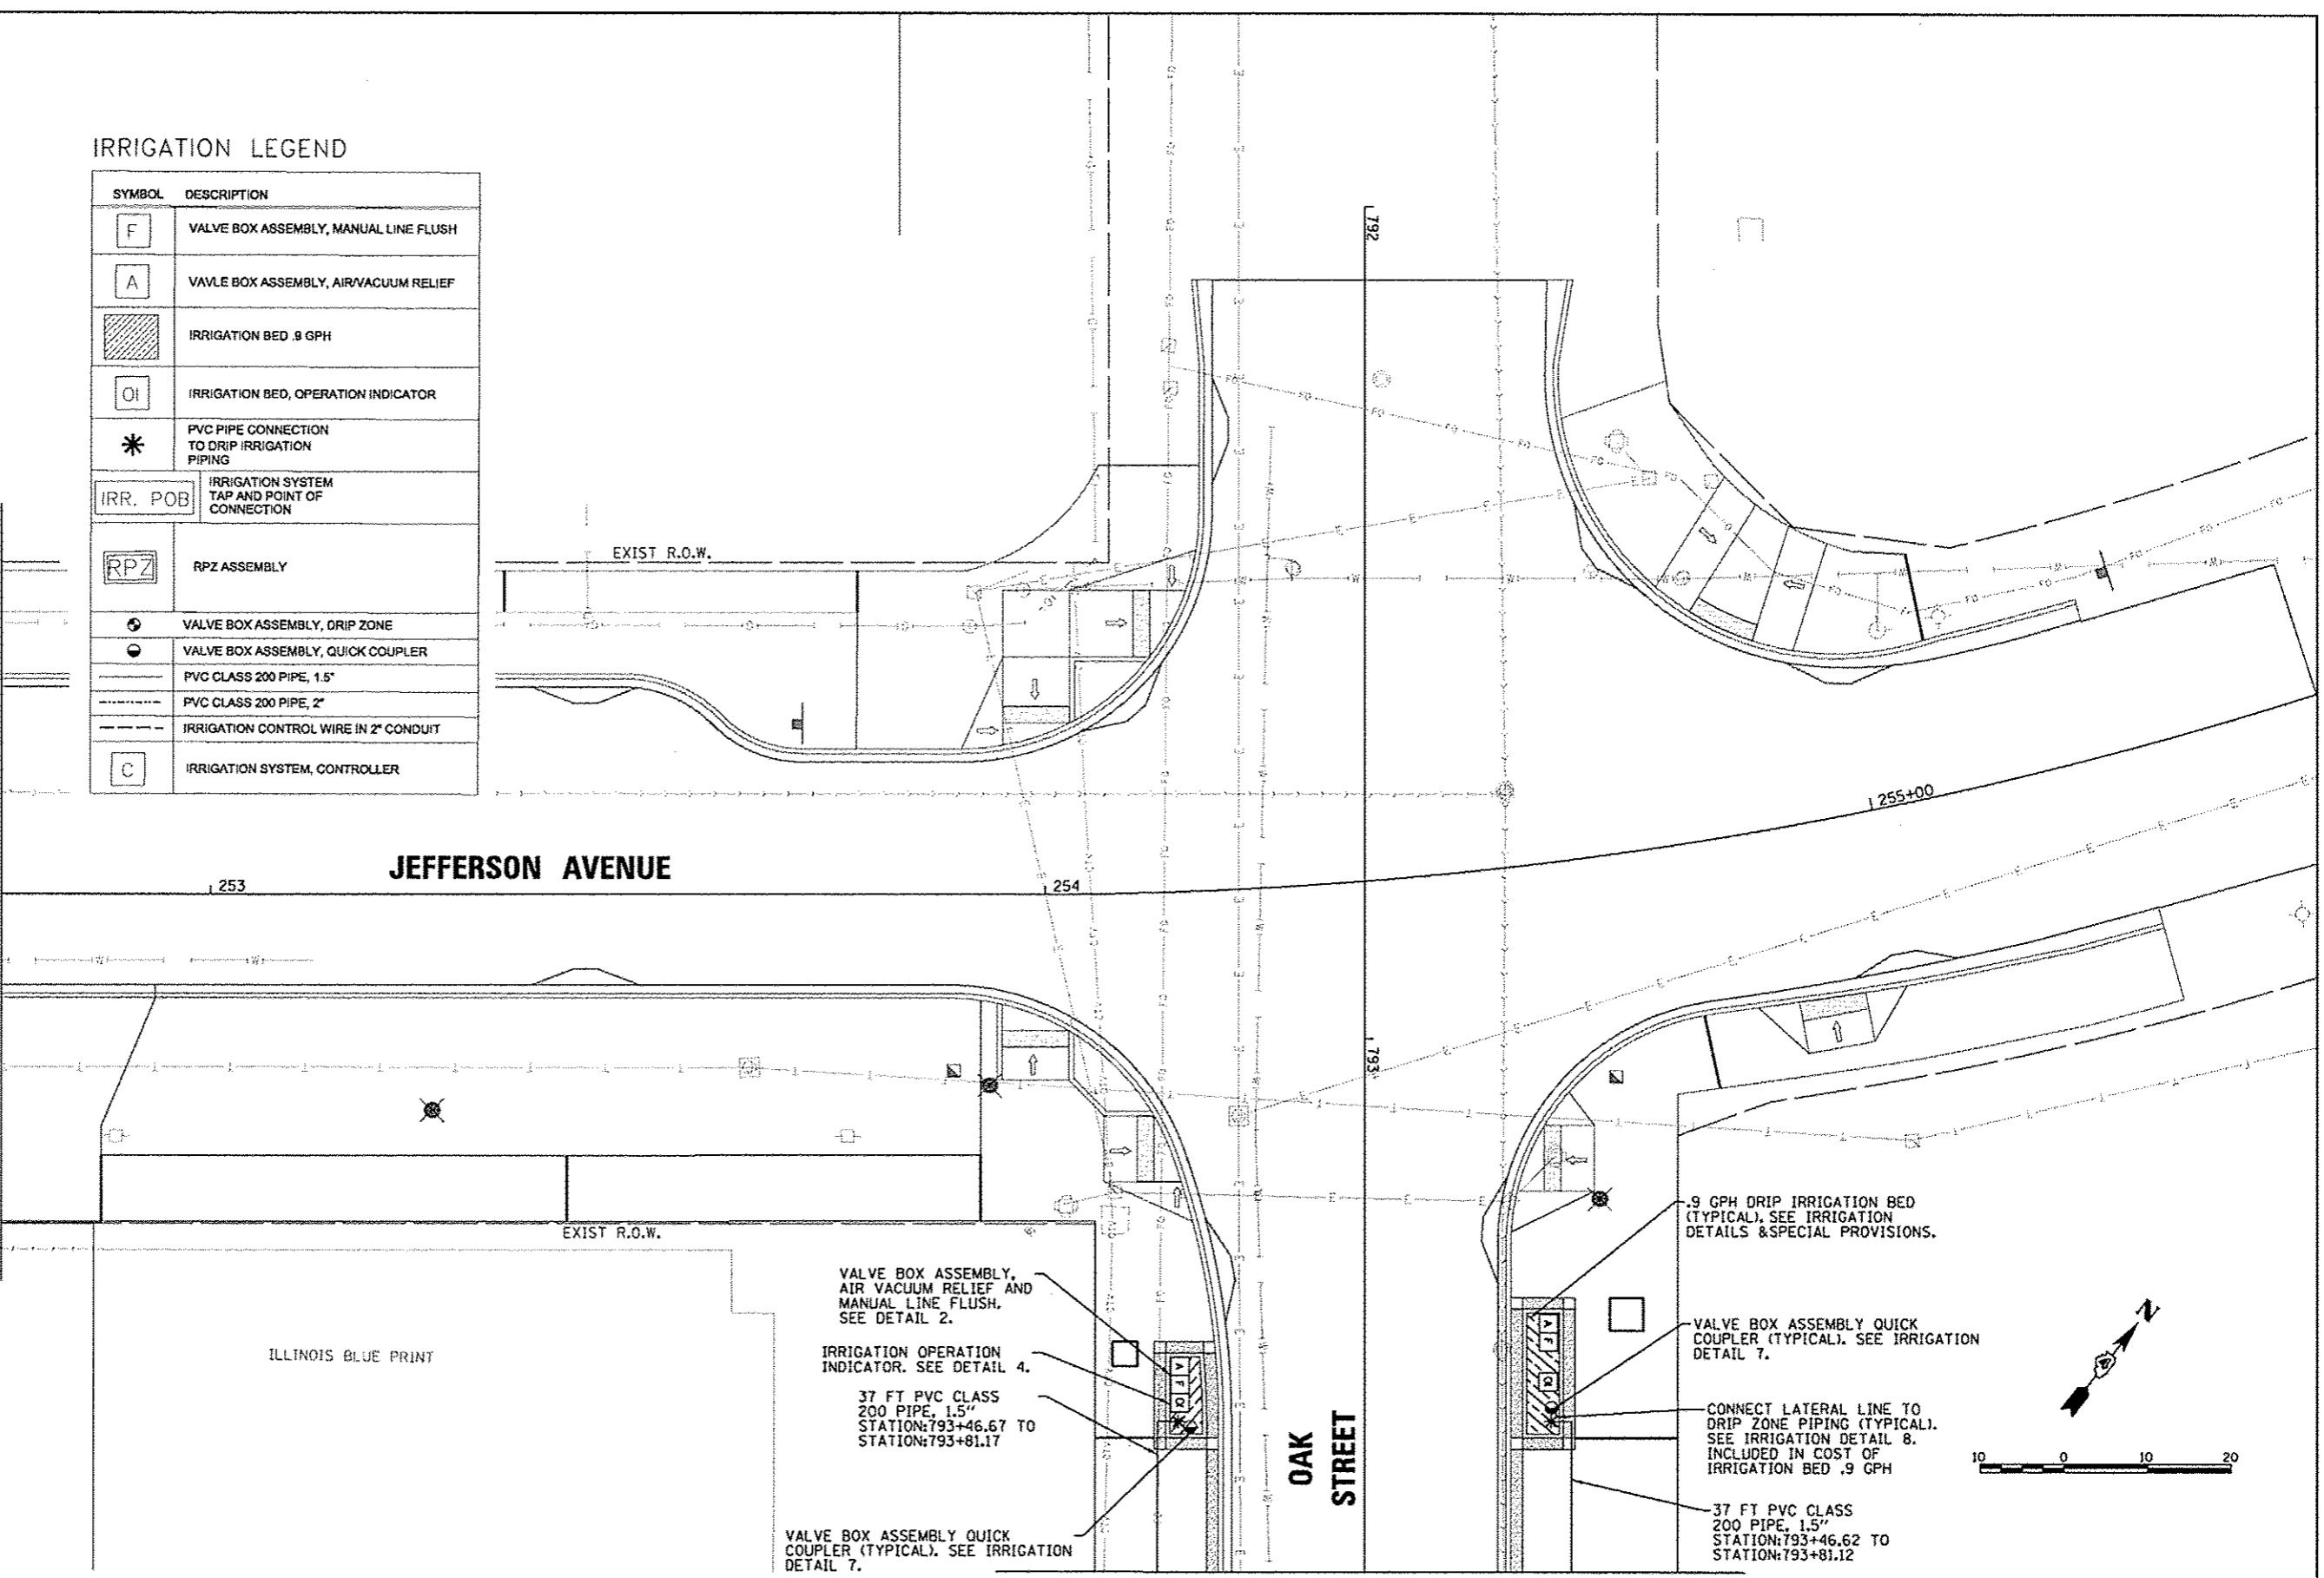 IRRIGATION LEGEND
SYMBOL DESCRIPTION
F VALVE BOX ASSEMBLY, MANUAL LINE FLUSH
A VAVLE BOX ASSEMBLY, AIR/VACUUM RELIEF
IRRIGATION BED .9 GPH
OI IRRIGATION BED, OPERATION INDICATOR
PVC PIPE CONNECTION
TO DRIP IRRIGATION
PIPING
IRR. POB
IRRIGATION SYSTEM
TAP AND POINT OF
CONNECTION
RPZ RPZ ASSEMBLY
VALVE BOX ASSEMBLY, DRIP ZONE
VALVE BOX ASSEMBLY, QUICK COUPLER
PVC CLASS 200 PIPE, 1.5"
PVC CLASS 200 PIPE, 2"
IRRIGATION CONTROL WIRE IN 2" CONDUIT
C IRRIGATION SYSTEM, CONTROLLER
792
EXIST R.O.W.
255+00
JEFFERSON AVENUE
253
254
793
EXIST R.O.W.
ILLINOIS BLUE PRINT
VALVE BOX ASSEMBLY,
AIR VACUUM RELIEF AND
MANUAL LINE FLUSH.
SEE DETAIL 2.
IRRIGATION OPERATION
INDICATOR. SEE DETAIL 4.
37 FT PVC CLASS
200 PIPE, 1.5"
STATION:793+46.67 TO
STATION:793+81.17
VALVE BOX ASSEMBLY QUICK
COUPLER (TYPICAL). SEE IRRIGATION
DETAIL 7.
A
F
OI
OAK
STREET
A
F
OI
.9 GPH DRIP IRRIGATION BED
(TYPICAL). SEE IRRIGATION
DETAILS &SPECIAL PROVISIONS.
VALVE BOX ASSEMBLY QUICK
COUPLER (TYPICAL). SEE IRRIGATION
DETAIL 7.
CONNECT LATERAL LINE TO
DRIP ZONE PIPING (TYPICAL).
SEE IRRIGATION DETAIL 8.
INCLUDED IN COST OF
IRRIGATION BED .9 GPH
37 FT PVC CLASS
200 PIPE, 1.5"
STATION:793+46.62 TO
STATION:793+81.12
N
10 0 10 20